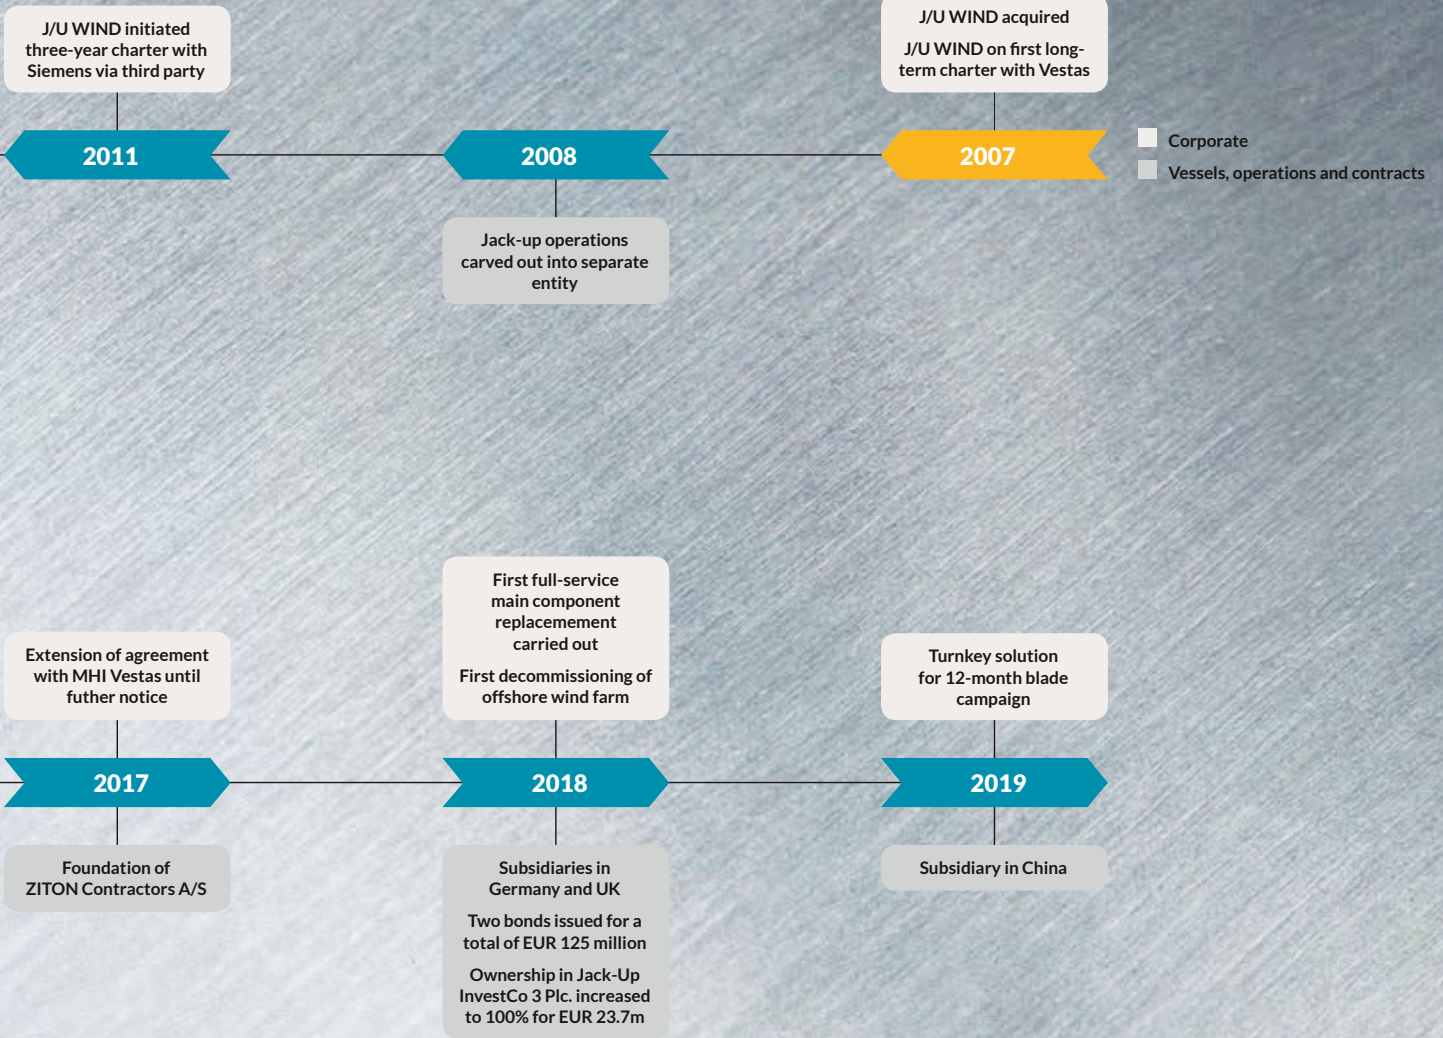 J/U WIND initiated
three-year charter with
Siemens via third party
J/U WIND acquired
J/U WIND on first long-
term charter with Vestas
2011
2008
2007
Corporate
Vessels, operations and contracts
Jack-up operations
carved out into separate
entity
Extension of agreement
with MHI Vestas until
futher notice
First full-service
main component
replacemement
carried out
First decommissioning of
offshore wind farm
Turnkey solution
for 12-month blade
campaign
2017
2018
2019
Foundation of
ZITON Contractors A/S
Subsidiaries in
Germany and UK
Two bonds issued for a
total of EUR 125 million
Ownership in Jack-Up
InvestCo 3 Plc. increased
to 100% for EUR 23.7m
Subsidiary in China